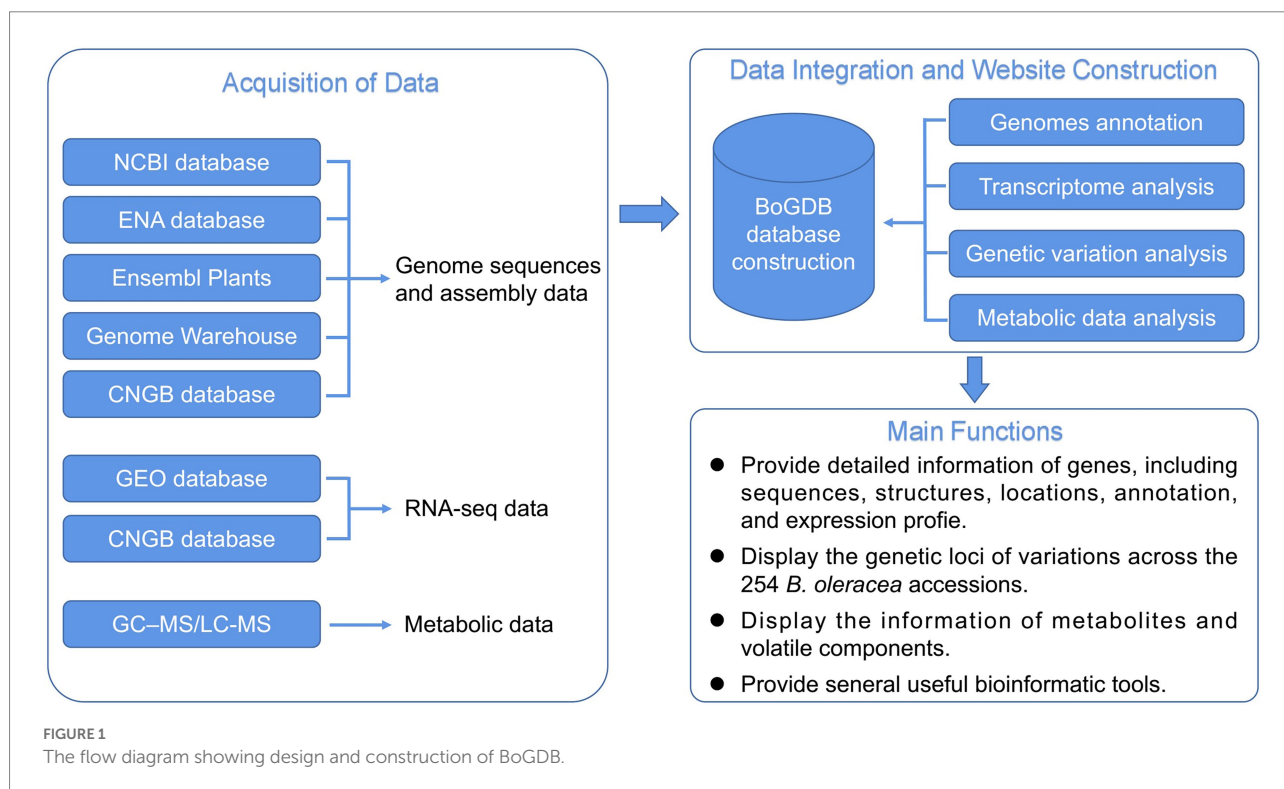 Acquisition of Data
NCBI database
ENA database
Ensembl Plants
Genome Warehouse
CNGB database
Genome sequences
and assembly data
GEO database
CNGB database
RNA-seq data
GC–MS/LC-MS
Metabolic data
Data Integration and Website Construction
BoGDB
database
construction
Genomes annotation
Transcriptome analysis
Genetic variation analysis
Metabolic data analysis
Main Functions
● Provide detailed information of genes, including
sequences, structures, locations, annotation,
and expression profie.
● Display the genetic loci of variations across the
254 B. oleracea accessions.
● Display the information of metabolites and
volatile components.
● Provide seneral useful bioinformatic tools.
FIGURE 1
The flow diagram showing design and construction of BoGDB.